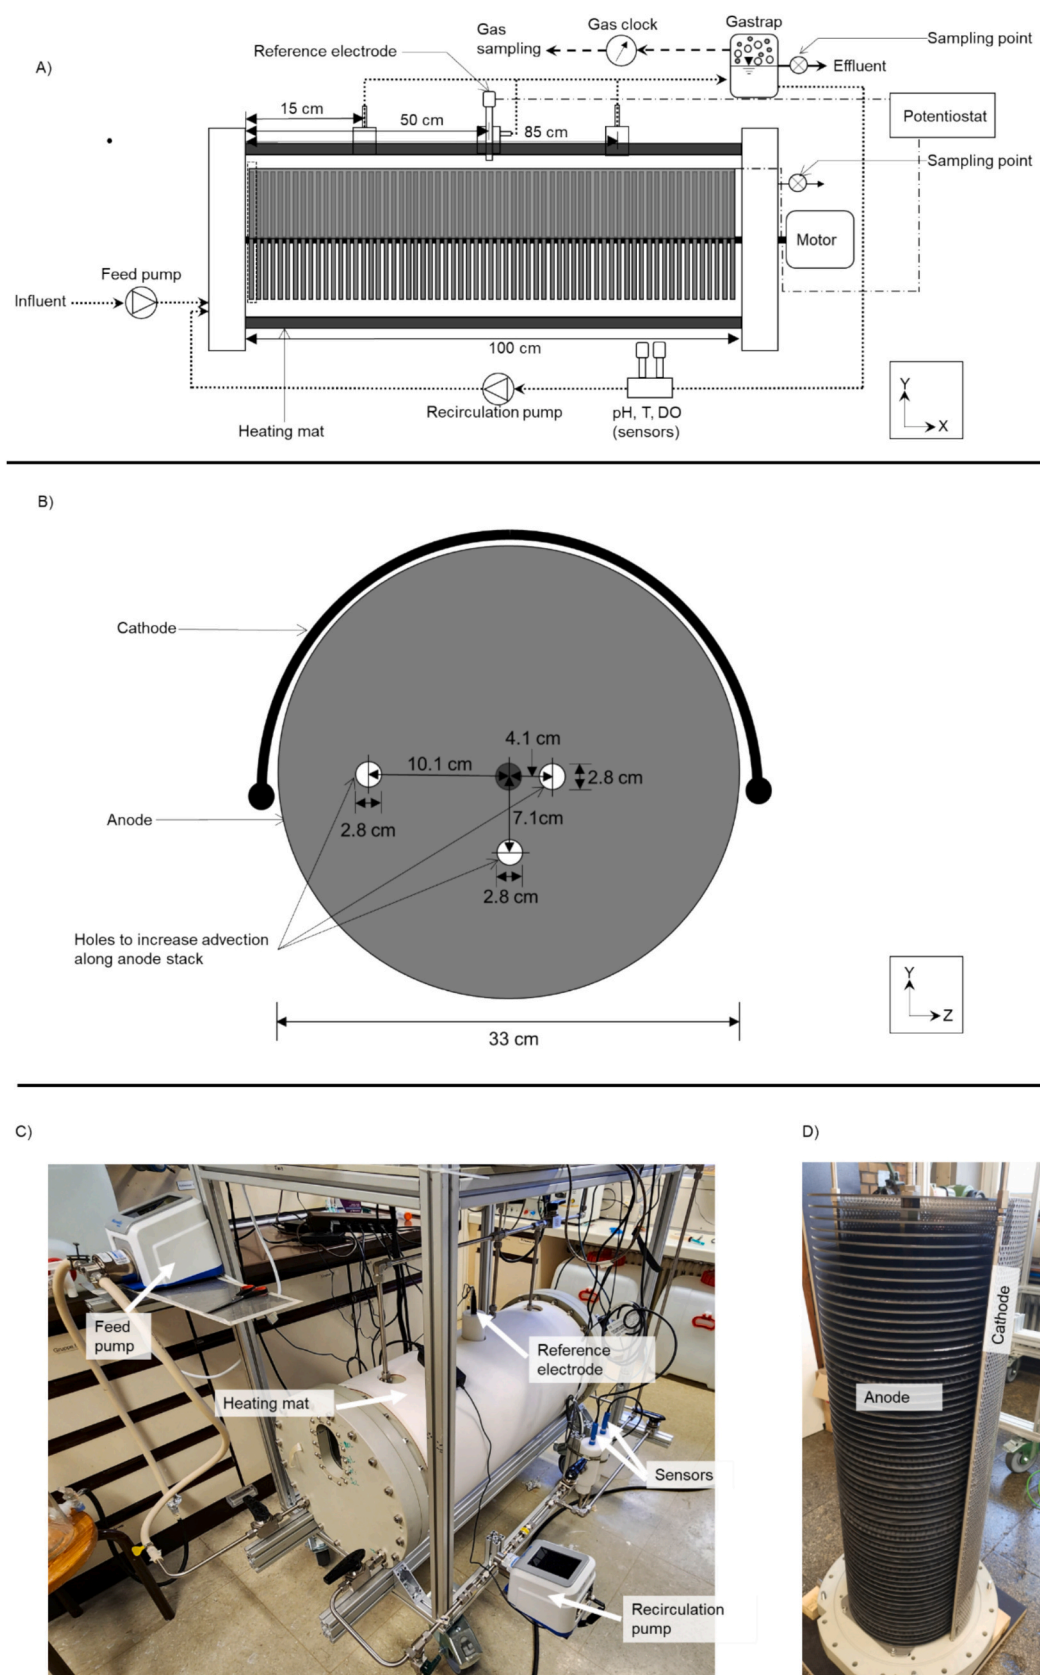 A)
Gas
sampling
Gas clock
Gastrap
Sampling point
Reference electrode
Effluent
15 cm
50 cm
85 cm
Potentiostat
Sampling point
Motor
Feed pump
Influent
100 cm
Recirculation pump
pH, T, DO
(sensors)
Heating mat
Y
X
B)
Cathode
4.1 cm
10.1 cm
2.8 cm
Anode
7.1cm
2.8 cm
2.8 cm
Holes to increase advection
along anode stack
Y
Z
33 cm
C)
D)
Feed
pump
Reference
electrode
Heating mat
Sensors
Recirculation
pump
Cathode
Anode